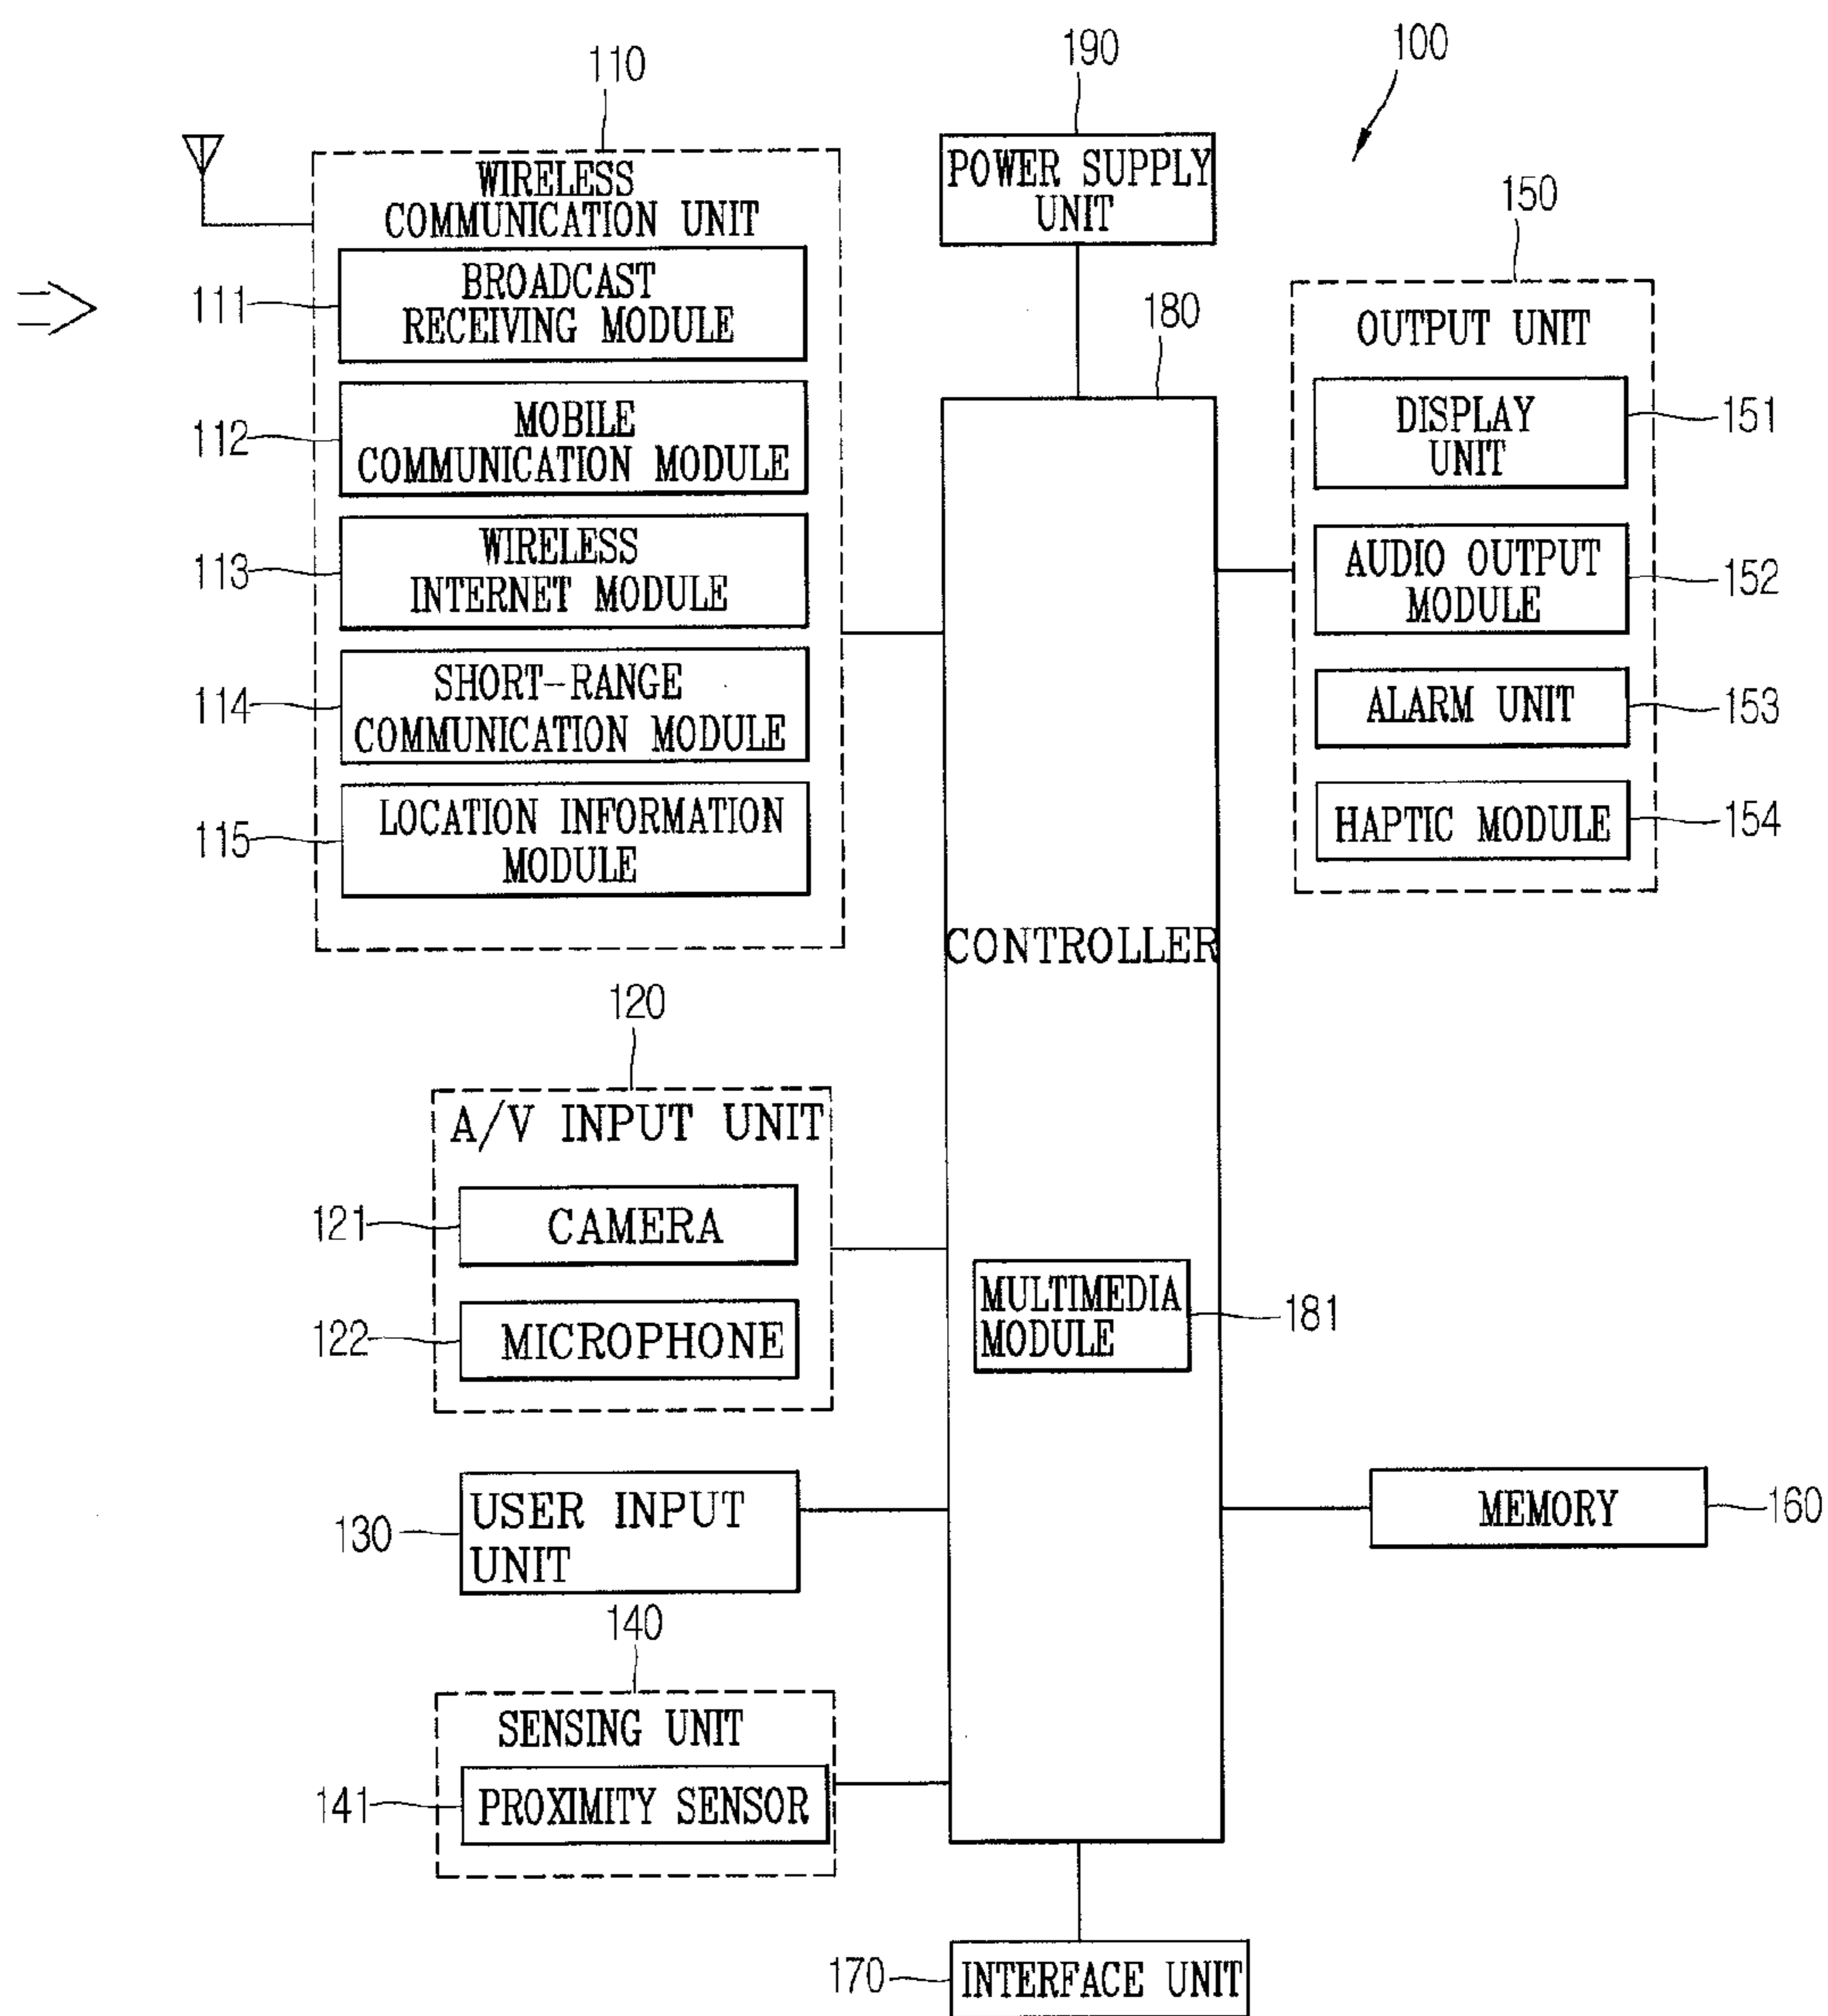 100
110
WIRELESS
COMMUNICATION UNIT
111
BROADCAST
RECEIVING MODULE
112
MOBILE
COMMUNICATION MODULE
113
WIRELESS
INTERNET MODULE
114
SHORT-RANGE
COMMUNICATION MODULE
115
LOCATION INFORMATION
MODULE
120
A/V INPUT UNIT
121
CAMERA
122
MICROPHONE
130
USER INPUT
UNIT
140
SENSING UNIT
141
PROXIMITY SENSOR
190
POWER SUPPLY
UNIT
180
CONTROLLER
MULTIMEDIA
MODULE
181
170
INTERFACE UNIT
150
OUTPUT UNIT
DISPLAY
UNIT
151
AUDIO OUTPUT
MODULE
152
ALARM UNIT
153
HAPTIC MODULE
154
MEMORY
160